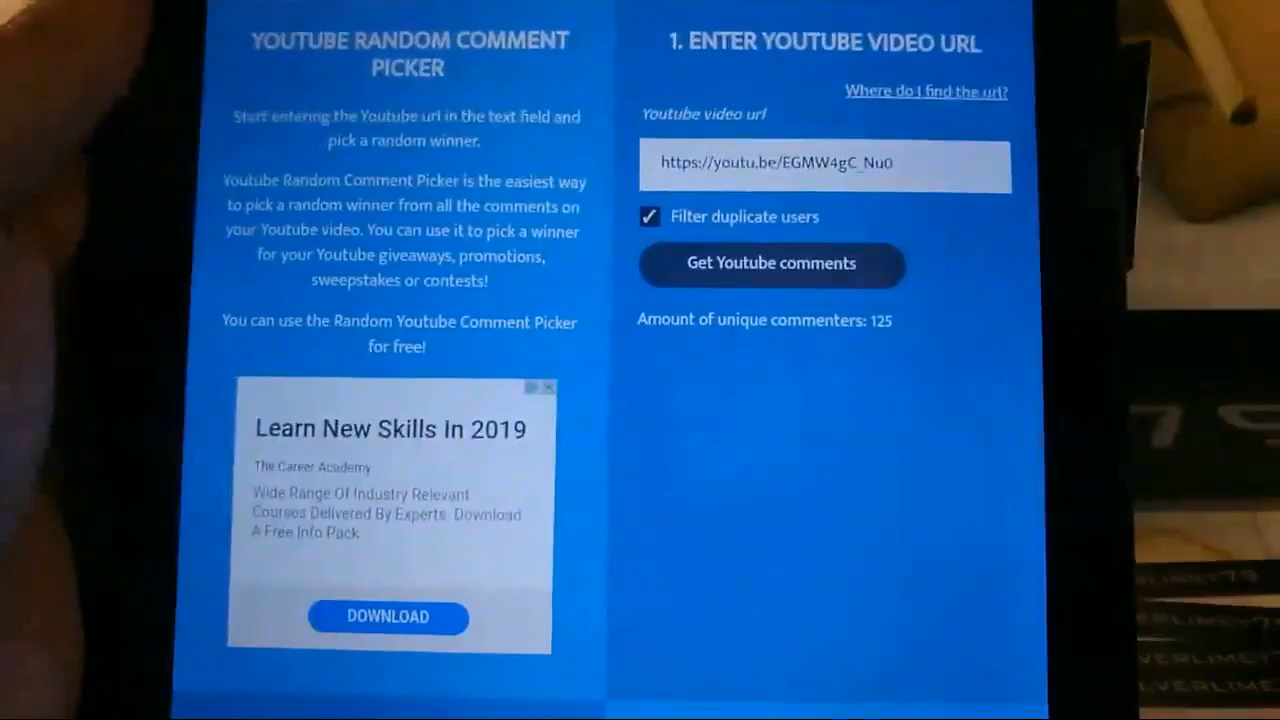 YOUTUBE RANDOM COMMENT
PICKER
Start entering the Youtube url in the text field and
pick a random winner.
Youtube Random Comment Picker is the easiest way
to pick a random winner from all the comments on
your Youtube video. You can use it to pick a winner
for your Youtube giveaways, promotions,
sweepstakes or contests!
You can use the Random Youtube Comment Picker
for free!
Learn New Skills In 2019
The Career Academy
Wide Range Of Industry Relevant
Courses Delivered By Experts. Download
A Free Info Pack
DOWNLOAD
1. ENTER YOUTUBE VIDEO URL
Where do I find the url?
Youtube video url
https://youtu.be/EGMW4gC_Nu0
Filter duplicate users
Get Youtube comments
Amount of unique commenters: 125